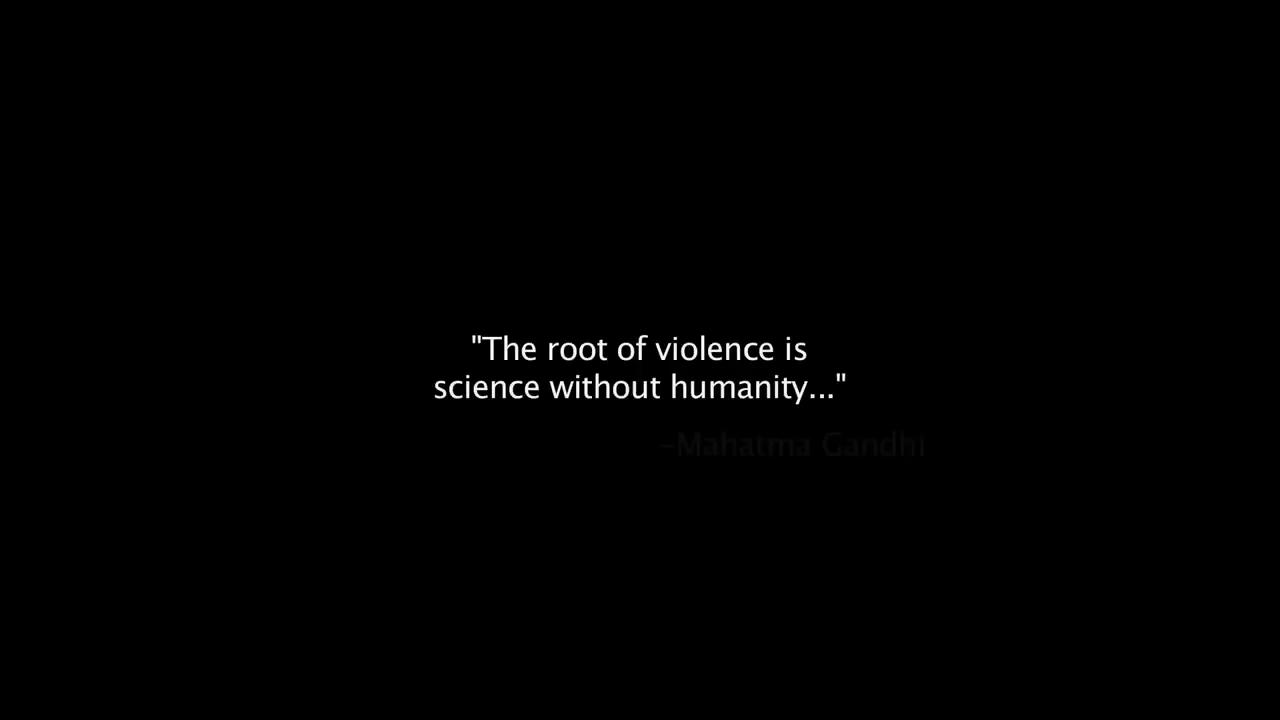 "The root of violence is
science without humanity..."
-Mahatma Gandhi